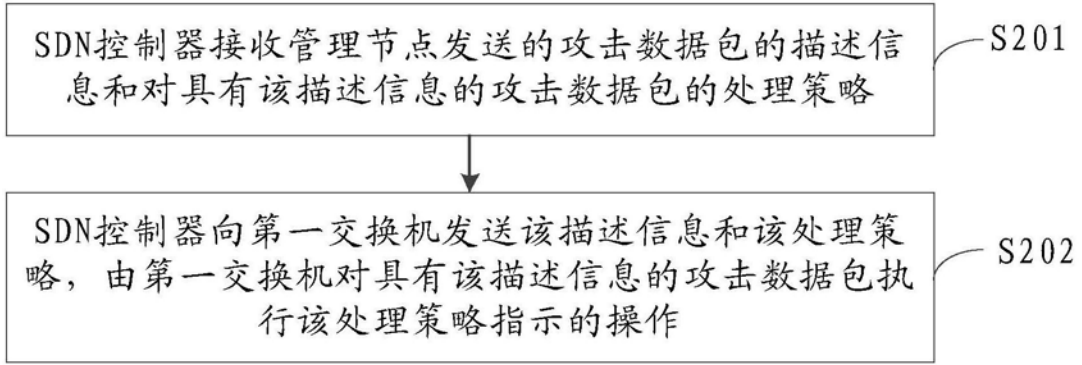 SDN控制器接收管理节点发送的攻击数据包的描述信
息和对具有该描述信息的攻击数据包的处理策略
S201
SDN控制器向第一交换机发送该描述信息和该处理策
略，由第一交换机对具有该描述信息的攻击数据包执
行该处理策略指示的操作
S202